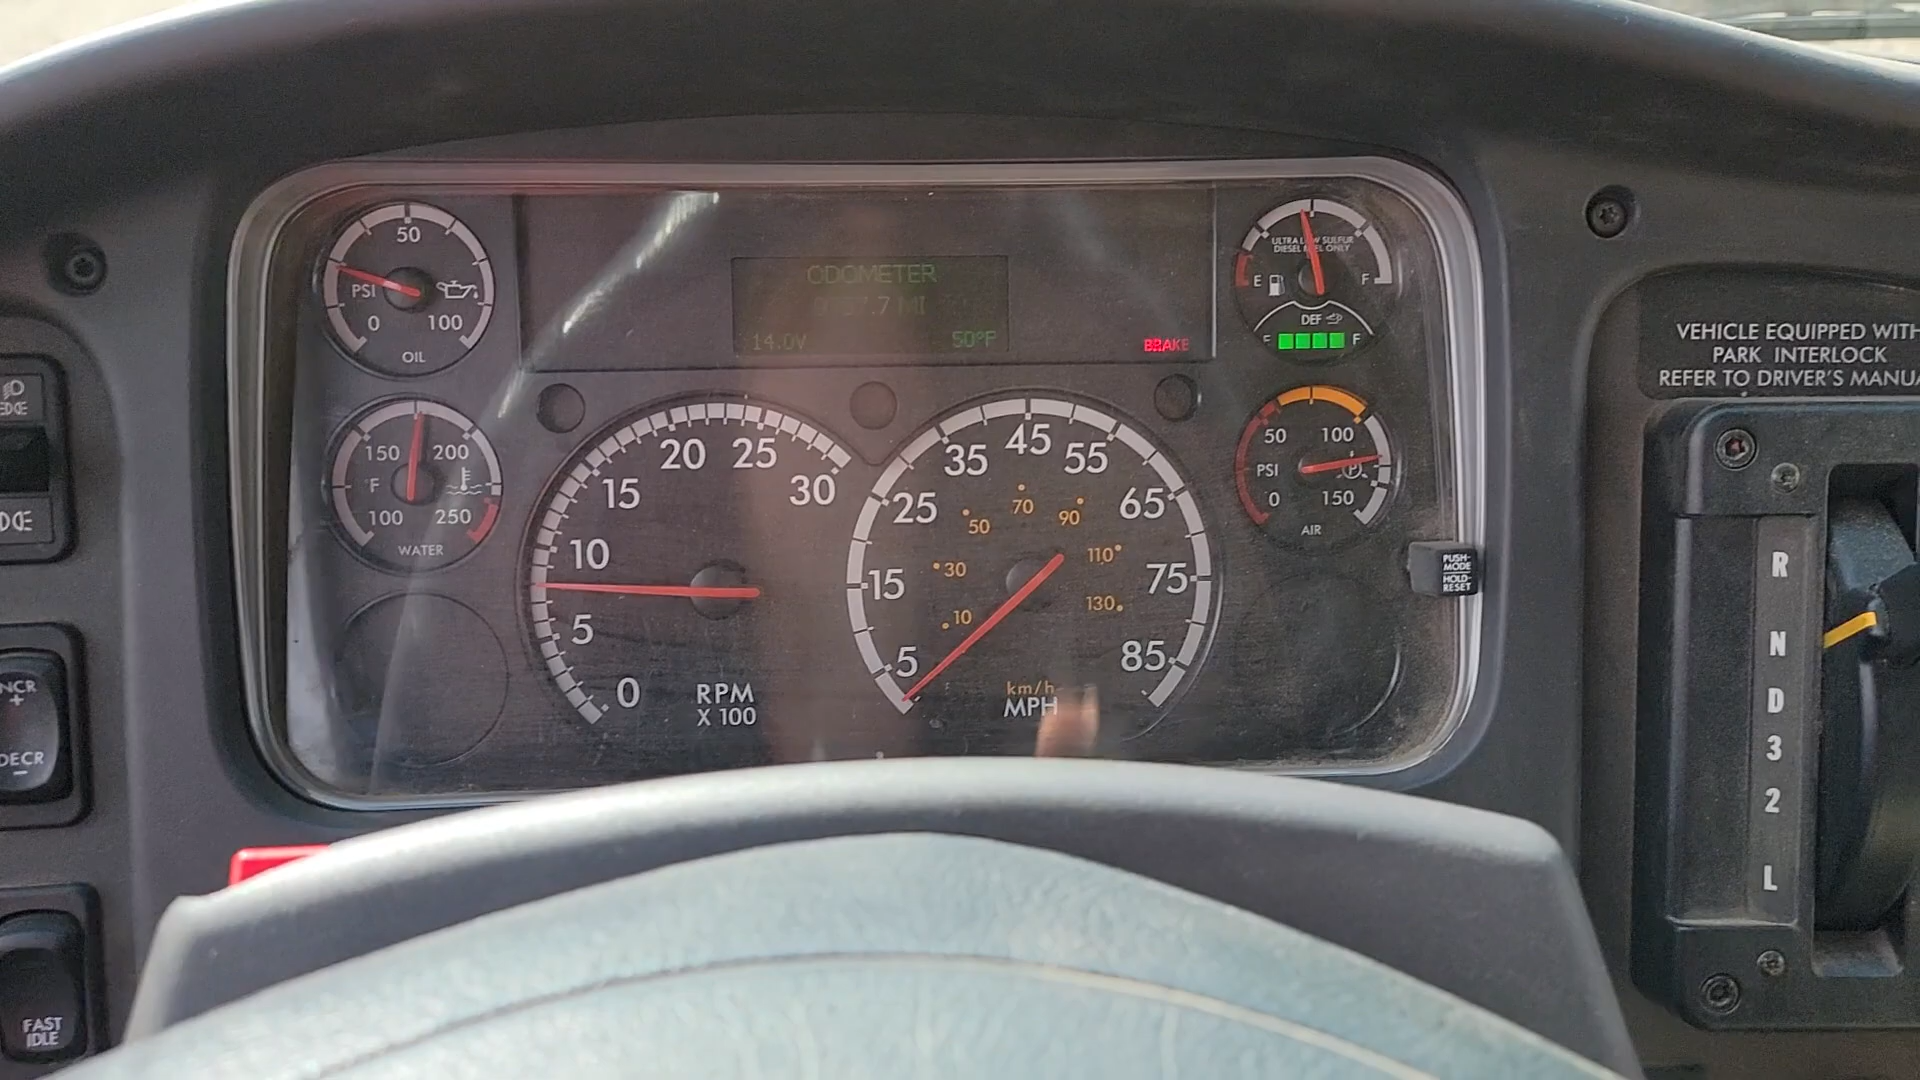 50
PSI
0
100
OIL
ODOMETER
.7 MI
14.0V
50°F
BRAKE
ULTRA LOW SULFUR
DIESEL FUEL ONLY
E
F
DEF
E
F
150
200
°F
100
250
WATER
0
5
10
15
20
25
30
RPM
X 100
5
15
25
35
45
55
65
75
85
10
30
50
70
90
110
130
km/h
MPH
50
100
PSI
0
150
AIR
PUSH-
MODE
HOLD-
RESET
VEHICLE EQUIPPED WITH
PARK INTERLOCK
REFER TO DRIVER'S MANUA
R
N
D
3
2
L
NCR
+
DECR
-
FAST
IDLE